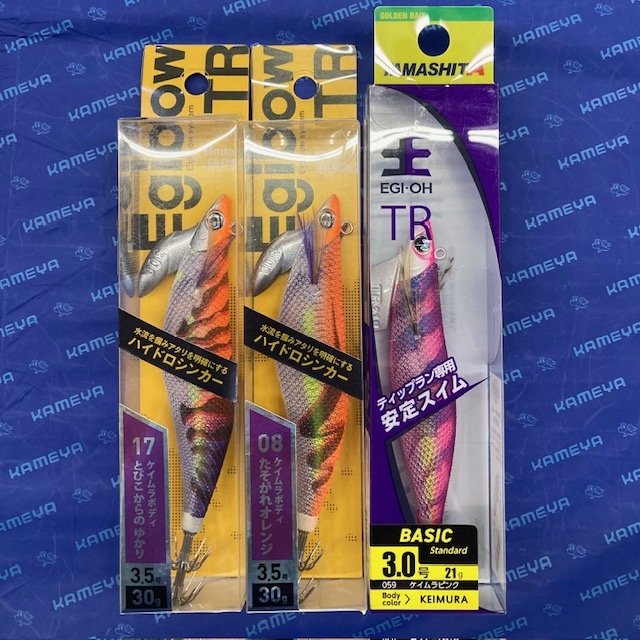 Egibow
TR
水流を掴みアタリを明確にする
ハイドロシンカー
17
ケイムラボディ
とびこからのゆかり
3.5号
30g
Egibow
TR
水流を掴みアタリを明確にする
ハイドロシンカー
08
ケイムラボディ
たそがれオレンジ
3.5号
30g
GOLDEN BAIT
YAMASHITA
EGI-OH
TR
ティップラン専用
安定スイム
BASIC
Standard
3.0号 21g
059 ケイムラピンク
Body color > KEIMURA
KAMEYA